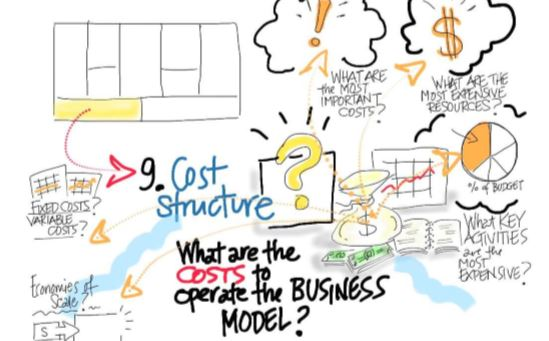 WHAT ARE
the MOST
IMPORTANT
COSTS?
$
WHAT ARE THE
MOST EXPENSIVE
RESOURCES?
9. Cost
Structure
?
% of BUDGET
FIXED COSTS?
VARIABLE
COSTS?
$
What KEY
ACTIVITIES
are the
MOST
EXPENSIVE?
What are the
COSTS to
operate the BUSINESS
MODEL?
Economies of
Scale?
S